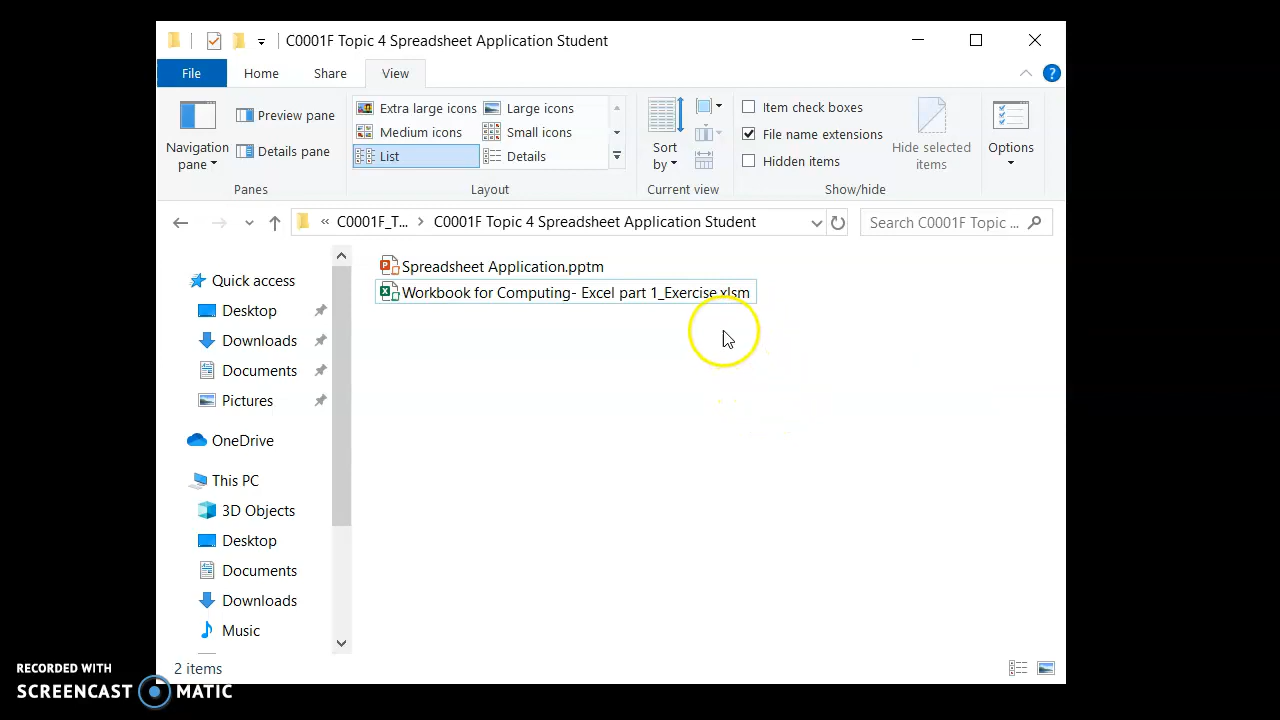 C0001F Topic 4 Spreadsheet Application Student
File Home Share View
Navigation pane
Preview pane
Details pane
Panes
Extra large icons Large icons
Medium icons Small icons
List Details
Layout
Sort by
Current view
Item check boxes
File name extensions
Hidden items
Hide selected items
Show/hide
Options
« C0001F_T... > C0001F Topic 4 Spreadsheet Application Student
Search C0001F Topic ...
Quick access
Desktop
Downloads
Documents
Pictures
OneDrive
This PC
3D Objects
Desktop
Documents
Downloads
Music
Spreadsheet Application.pptm
Workbook for Computing- Excel part 1_Exercise.xlsm
2 items
RECORDED WITH
SCREENCAST MATIC